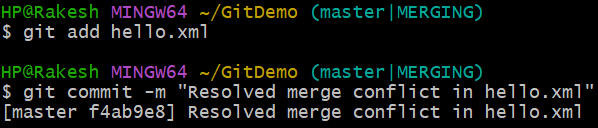 HP@Rakesh MINGW64 ~/GitDemo (master|MERGING)
$ git add hello.xml
HP@Rakesh MINGW64 ~/GitDemo (master|MERGING)
$ git commit -m "Resolved merge conflict in hello.xml"
[master f4ab9e8] Resolved merge conflict in hello.xml